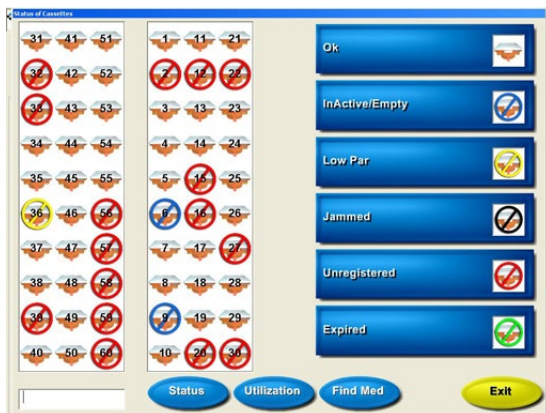 Status of Cassettes
31 41 51
32 42 52
33 43 53
34 44 54
35 45 55
36 46 56
37 47 57
38 48 58
39 49 59
40 50 60
1 11 21
2 12 22
3 13 23
4 14 24
5 15 25
6 16 26
7 17 27
8 18 28
9 19 29
10 20 30
Ok
InActive/Empty
Low Par
Jammed
Unregistered
Expired
Status
Utilization
Find Med
Exit